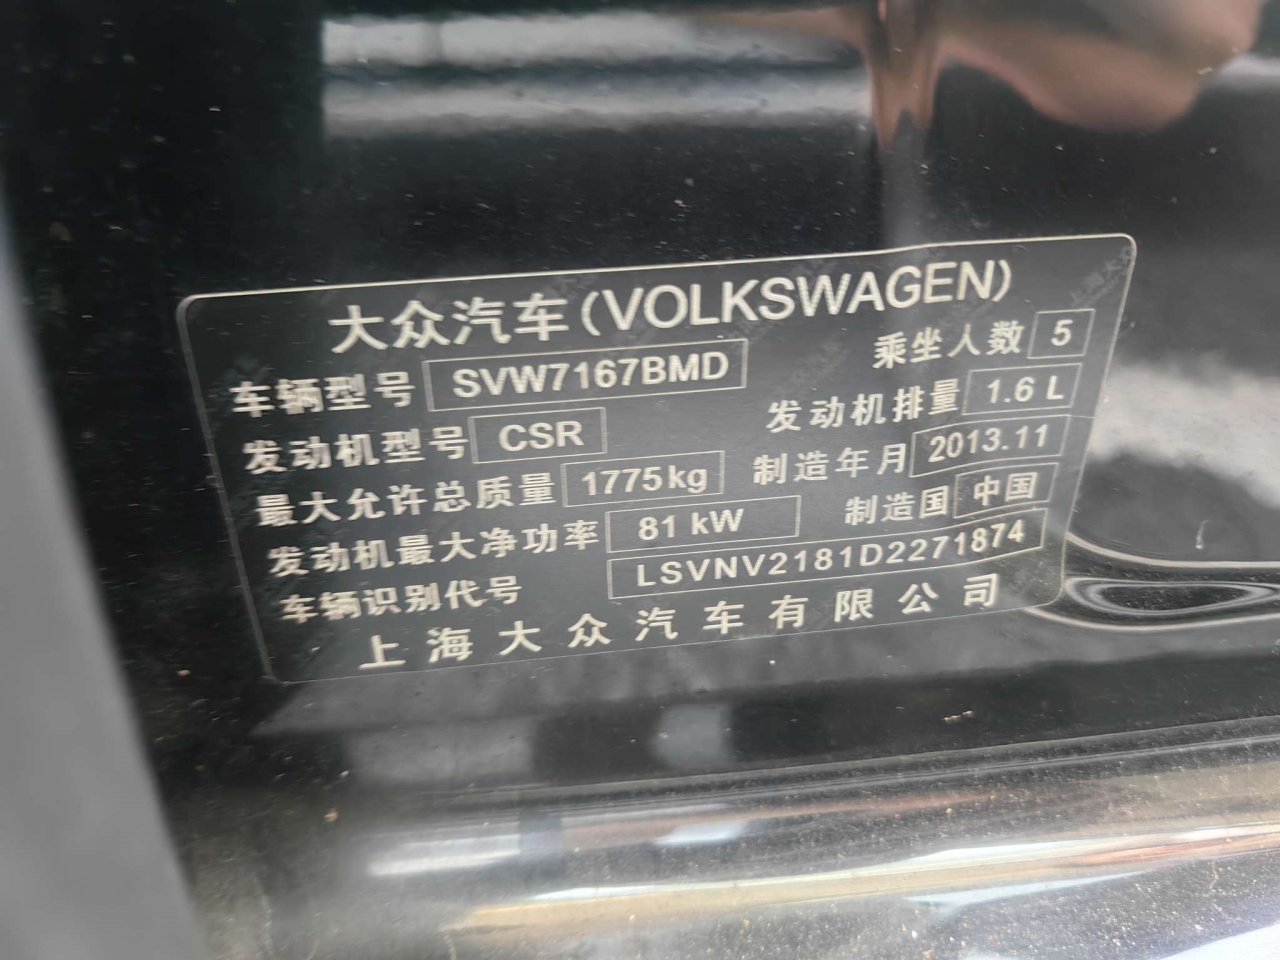 大众汽车(VOLKSWAGEN)
车辆型号 SVW7167BMD 乘坐人数 5
发动机型号 CSR 发动机排量 1.6 L
最大允许总质量 1775kg 制造年月 2013.11
发动机最大净功率 81 kW 制造国 中国
车辆识别代号 LSVNV2181D2271874
上海大众汽车有限公司